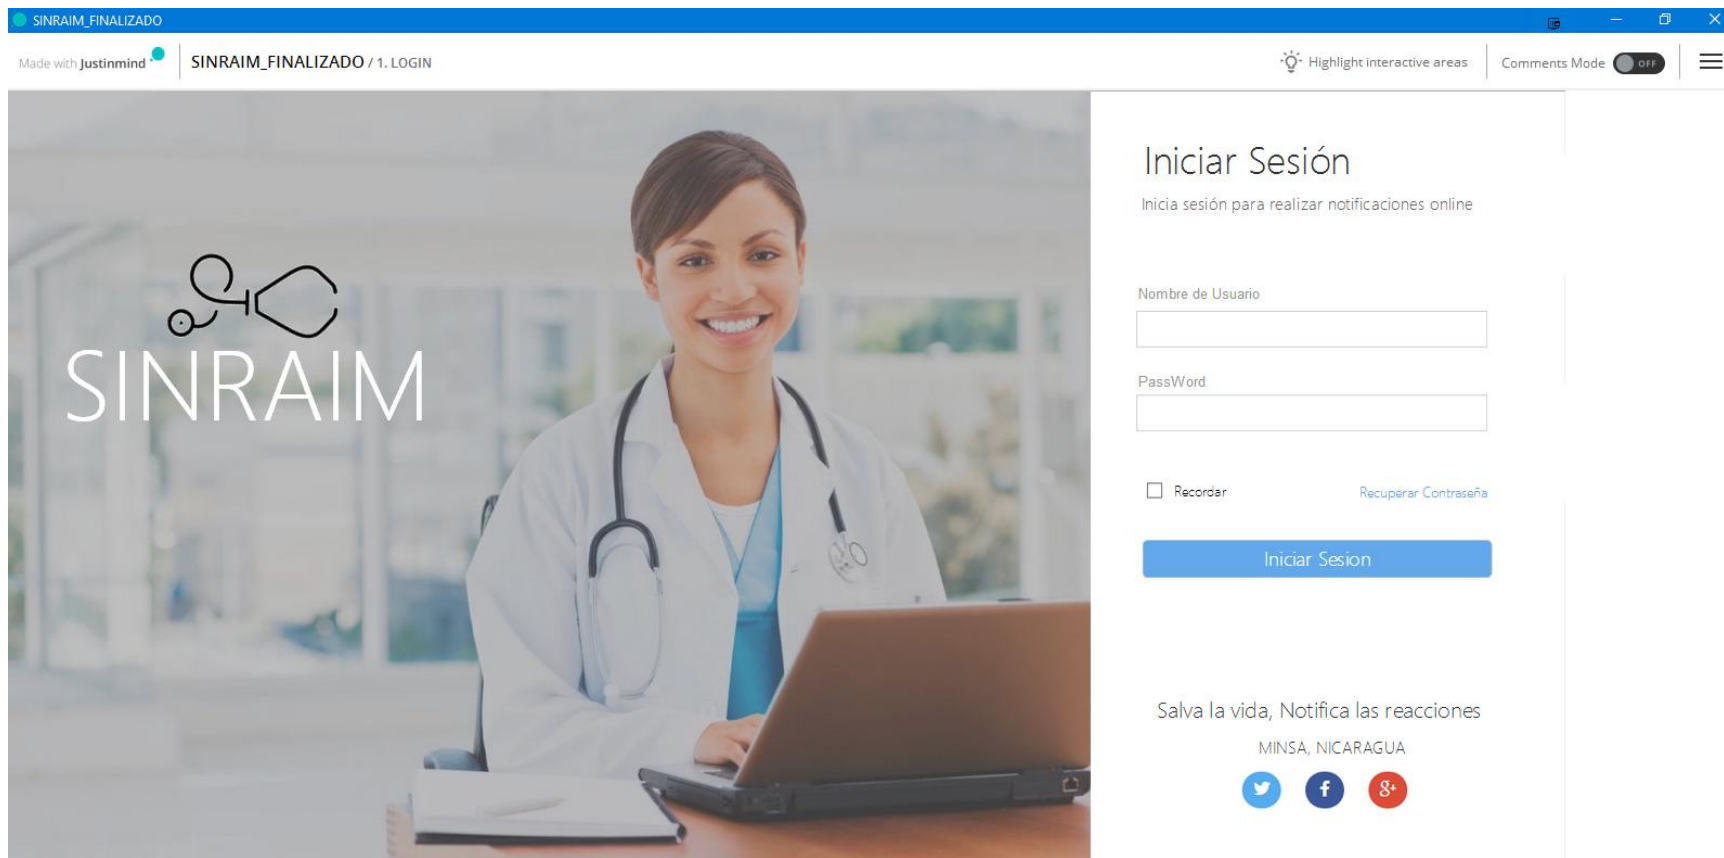 SINRAIM_FINALIZADO
Made with Justinmind
SINRAIM_FINALIZADO / 1. LOGIN
Highlight interactive areas
Comments Mode
OFF
SINRAIM
Iniciar Sesión
Inicia sesión para realizar notificaciones online
Nombre de Usuario
PassWord
Recordar
Recuperar Contraseña
Iniciar Sesion
Salva la vida, Notifica las reacciones
MINSA, NICARAGUA